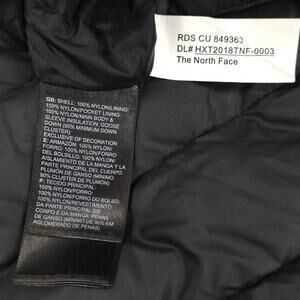 RDS CU 849363
DL# HXT2018TNF-0003
The North Face
GB: SHELL: 100% NYLON/LINING:
100% NYLON/POCKET LINING:
100% NYLON/MAIN BODY &
SLEEVE INSULATION: GOOSE
DOWN (90% MINIMUM DOWN
CLUSTER)
EXCLUSIVE OF DECORATION
E: ARMAZÓN: 100% NYLON/
FORRO: 100% NYLON/FORRO
DEL BOLSILLO: 100% NYLON/
AISLAMIENTO DE LA MANGA Y LA
PARTE PRINCIPAL DEL CUERPO:
PLUMÓN DE GANSO (MÍNIMO
90% CLUSTER DE PLUMÓN)
P: TECIDO PRINCIPAL:
100% NYLON/FORRO:
100% NYLON/FORRO DO BOLSO:
100% NYLON/REVESTIMENTO
DA PARTE PRINCIPAL DO
CORPO E DA MANGA: PENAS
DE GANSO (MÍNIMO DE 90% EM
AGLOMERADO DE PENAS)